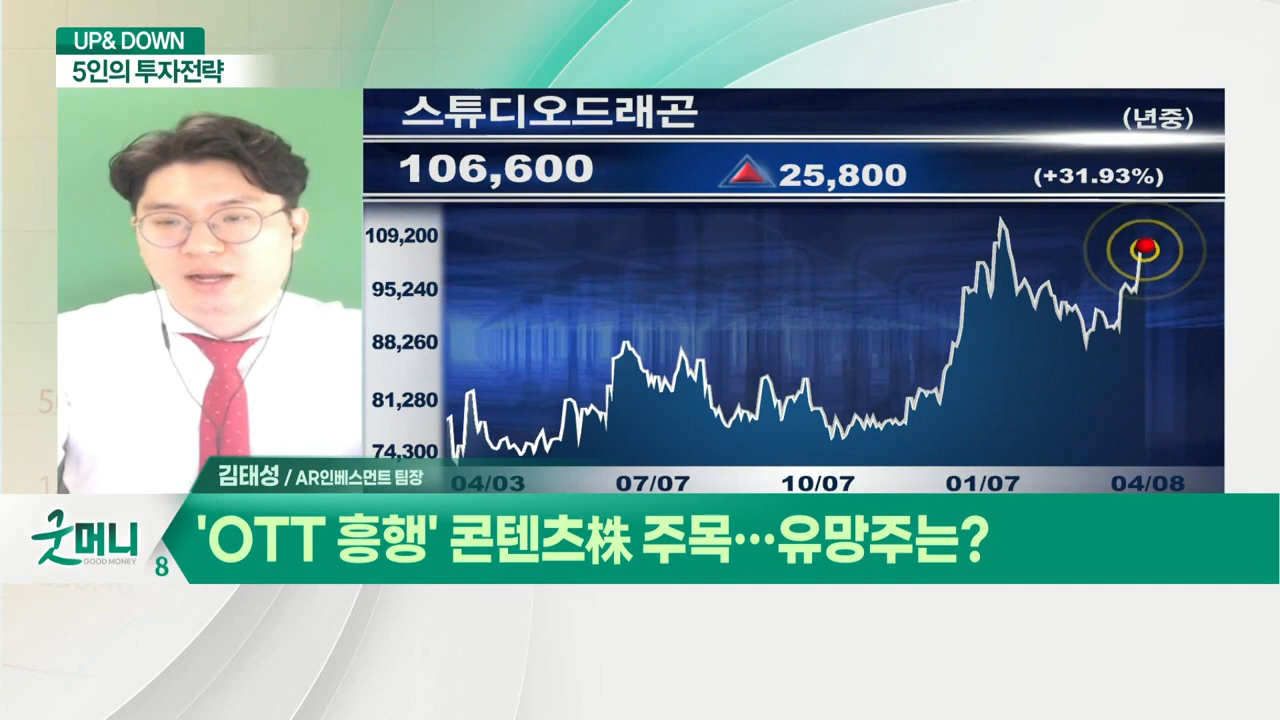 UP& DOWN
5인의 투자전략
스튜디오드래곤
(년중)
106,600
25,800
(+31.93%)
109,200
95,240
88,260
81,280
74,300
04/03
07/07
10/07
01/07
04/08
김태성 / AR인베스먼트 팀장
굿머니
GOOD MONEY
8
'OTT 흥행' 콘텐츠株 주목…유망주는?